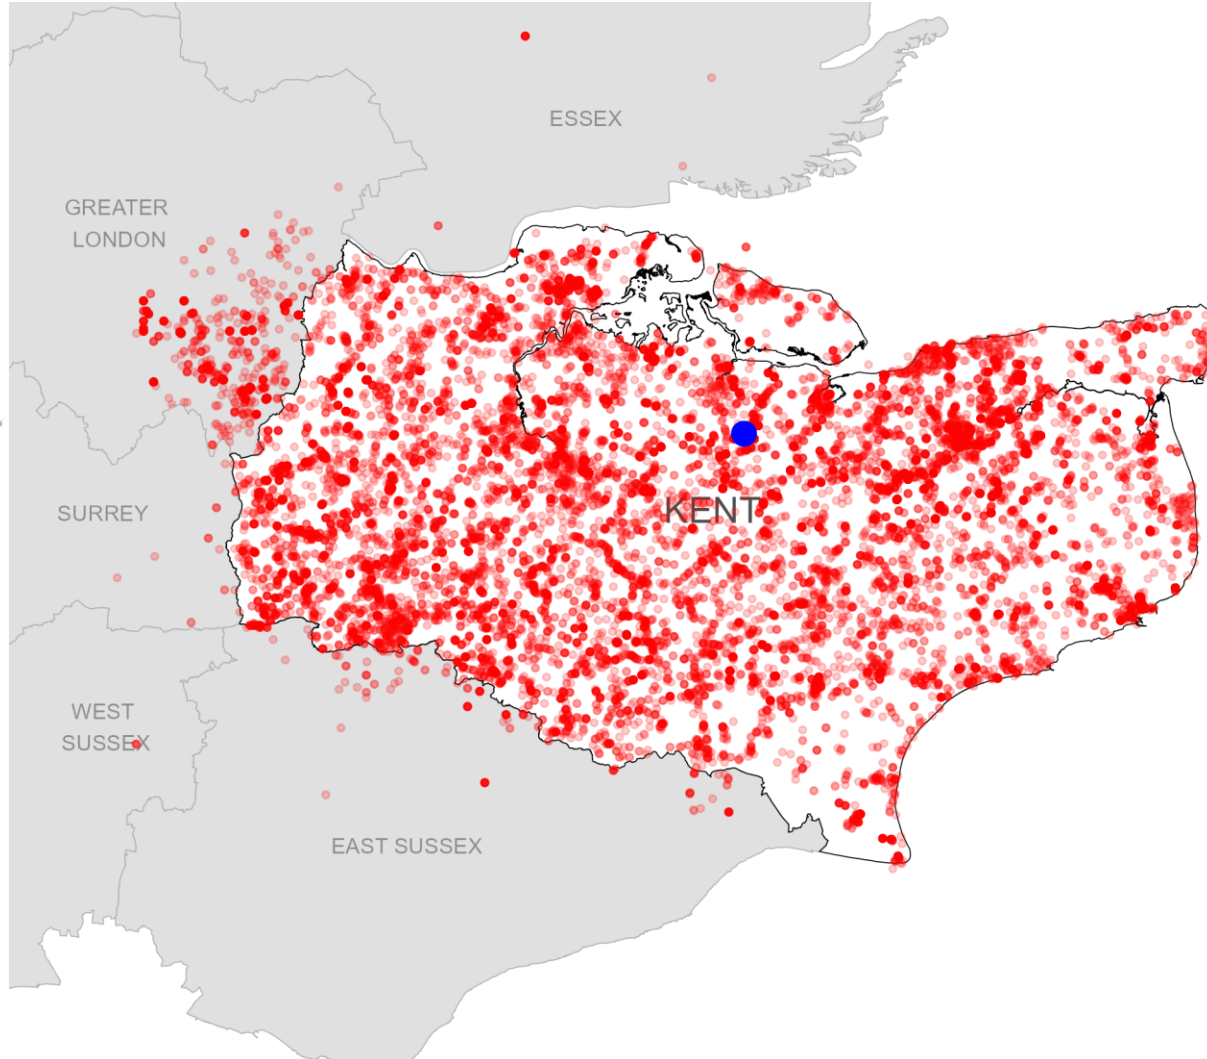 ESSEX
GREATER
LONDON
SURREY
KENT
WEST
SUSSEX
EAST SUSSEX